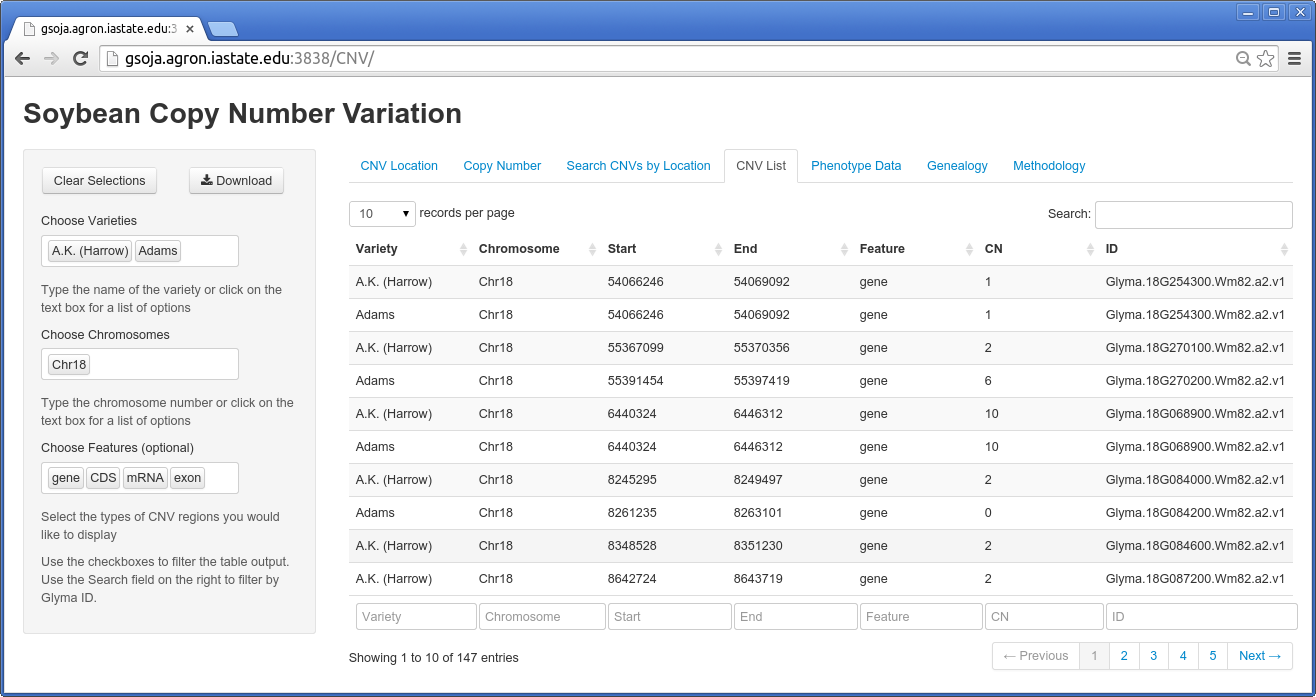 gsoja.agron.iastate.edu:3
gsoja.agron.iastate.edu:3838/CNV/
Soybean Copy Number Variation
Clear Selections Download
Choose Varieties
A.K. (Harrow) Adams
Type the name of the variety or click on the
text box for a list of options
Choose Chromosomes
Chr18
Type the chromosome number or click on the
text box for a list of options
Choose Features (optional)
gene CDS mRNA exon
Select the types of CNV regions you would
like to display
Use the checkboxes to filter the table output.
Use the Search field on the right to filter by
Glyma ID.
CNV Location Copy Number Search CNVs by Location CNV List Phenotype Data Genealogy Methodology
10 records per page Search:
Variety Chromosome Start End Feature CN ID
A.K. (Harrow) Chr18 54066246 54069092 gene 1 Glyma.18G254300.Wm82.a2.v1
Adams Chr18 54066246 54069092 gene 1 Glyma.18G254300.Wm82.a2.v1
A.K. (Harrow) Chr18 55367099 55370356 gene 2 Glyma.18G270100.Wm82.a2.v1
Adams Chr18 55391454 55397419 gene 6 Glyma.18G270200.Wm82.a2.v1
A.K. (Harrow) Chr18 6440324 6446312 gene 10 Glyma.18G068900.Wm82.a2.v1
Adams Chr18 6440324 6446312 gene 10 Glyma.18G068900.Wm82.a2.v1
A.K. (Harrow) Chr18 8245295 8249497 gene 2 Glyma.18G084000.Wm82.a2.v1
Adams Chr18 8261235 8263101 gene 0 Glyma.18G084200.Wm82.a2.v1
A.K. (Harrow) Chr18 8348528 8351230 gene 2 Glyma.18G084600.Wm82.a2.v1
A.K. (Harrow) Chr18 8642724 8643719 gene 2 Glyma.18G087200.Wm82.a2.v1
Variety Chromosome Start End Feature CN ID
Showing 1 to 10 of 147 entries
← Previous 1 2 3 4 5 Next →